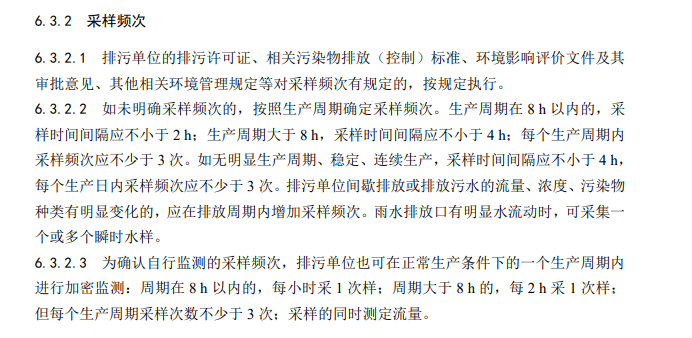 6.3.2 采样频次
6.3.2.1 排污单位的排污许可证、相关污染物排放（控制）标准、环境影响评价文件及其
审批意见、其他相关环境管理规定等对采样频次有规定的，按规定执行。
6.3.2.2 如未明确采样频次的，按照生产周期确定采样频次。生产周期在 8 h 以内的，采
样时间间隔应不小于 2 h；生产周期大于 8 h，采样时间间隔应不小于 4 h；每个生产周期内
采样频次应不少于 3 次。如无明显生产周期、稳定、连续生产，采样时间间隔应不小于 4 h，
每个生产日内采样频次应不少于 3 次。排污单位间歇排放或排放污水的流量、浓度、污染物
种类有明显变化的，应在排放周期内增加采样频次。雨水排放口有明显水流动时，可采集一
个或多个瞬时水样。
6.3.2.3 为确认自行监测的采样频次，排污单位也可在正常生产条件下的一个生产周期内
进行加密监测：周期在 8 h 以内的，每小时采 1 次样；周期大于 8 h 的，每 2 h 采 1 次样；
但每个生产周期采样次数不少于 3 次；采样的同时测定流量。